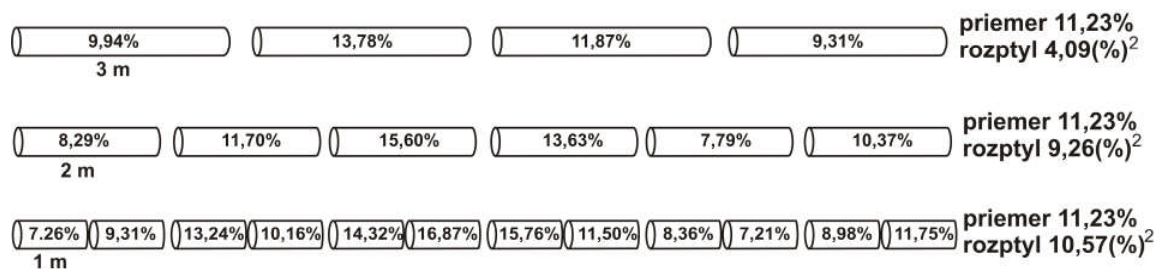 9,94% 13,78% 11,87% 9,31% priemer 11,23%
rozptyl 4,09(%)²
3 m
8,29% 11,70% 15,60% 13,63% 7,79% 10,37% priemer 11,23%
rozptyl 9,26(%)²
2 m
7.26% 9,31% 13,24% 10,16% 14,32% 16,87% 15,76% 11,50% 8,36% 7,21% 8,98% 11,75% priemer 11,23%
rozptyl 10,57(%)²
1 m